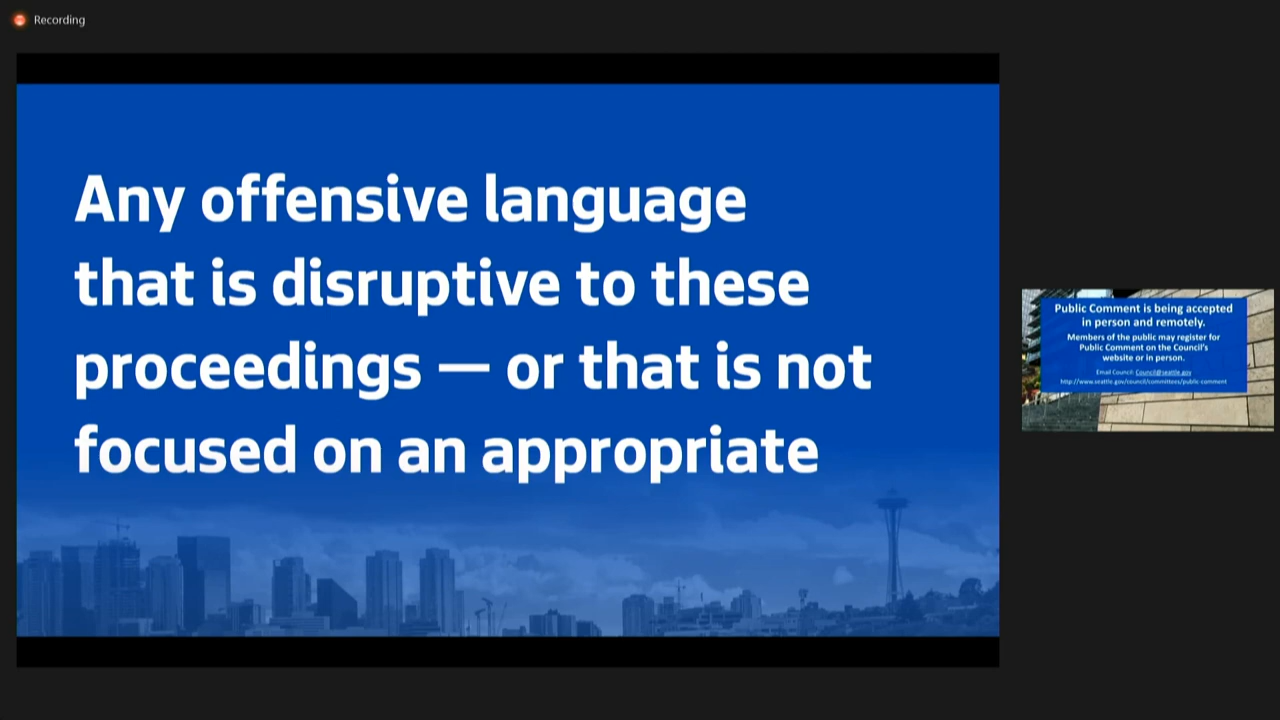 Recording
Any offensive language
that is disruptive to these
proceedings — or that is not
focused on an appropriate
Public Comment is being accepted
in person and remotely.
Members of the public may register for
Public Comment on the Council's
website or in person.
Email Council: Council@seattle.gov
http://www.seattle.gov/council/committees/public-comment